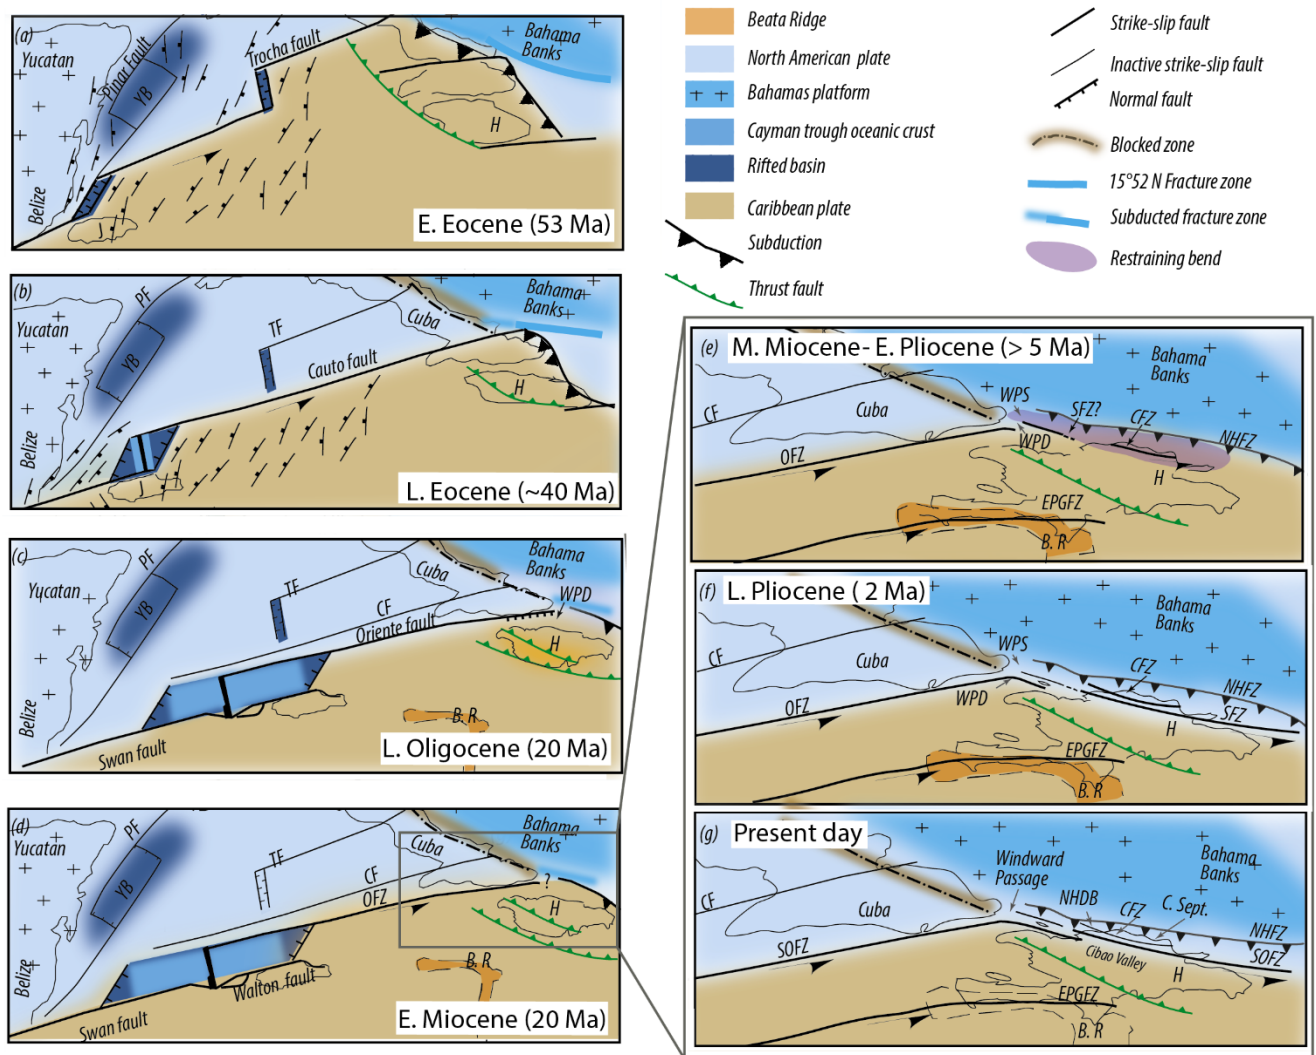 (a)
Yucatan
Pinar fault
YB
Trocha fault
Bahama
Banks
H
Belize
J
E. Eocene (53 Ma)
(b)
PF
Yucatan
YB
TF
Cuba
Bahama
Banks
Cauto fault
H
Belize
J
L. Eocene (~40 Ma)
(c)
PF
Yucatan
YB
TF
CF
Oriente fault
Cuba
Bahama
Banks
WPD
H
Belize
B. R
Swan fault
L. Oligocene (20 Ma)
(d)
PF
Yucatan
YB
TF
CF
OFZ
Cuba
Bahama
Banks
?
H
Belize
B. R
Walton fault
Swan fault
E. Miocene (20 Ma)
Beata Ridge
North American plate
Bahamas platform
Cayman trough oceanic crust
Rifted basin
Caribbean plate
Subduction
Thrust fault
Strike-slip fault
Inactive strike-slip fault
Normal fault
Blocked zone
15°52 N Fracture zone
Subducted fracture zone
Restraining bend
(e)
M. Miocene- E. Pliocene (> 5 Ma)
Bahama
Banks
CF
Cuba
WPS
SFZ?
CFZ
NHFZ
WPD
OFZ
H
EPGFZ
B. R
(f)
L. Pliocene ( 2 Ma)
Bahama
Banks
CF
Cuba
WPS
CFZ
NHFZ
WPD
OFZ
SFZ
H
EPGFZ
B. R
(g)
Present day
Windward
Passage
Bahama
Banks
CF
Cuba
NHDB
CFZ
C. Sept.
NHFZ
SOFZ
SOFZ
Cibao Valley
H
EPGFZ
B. R